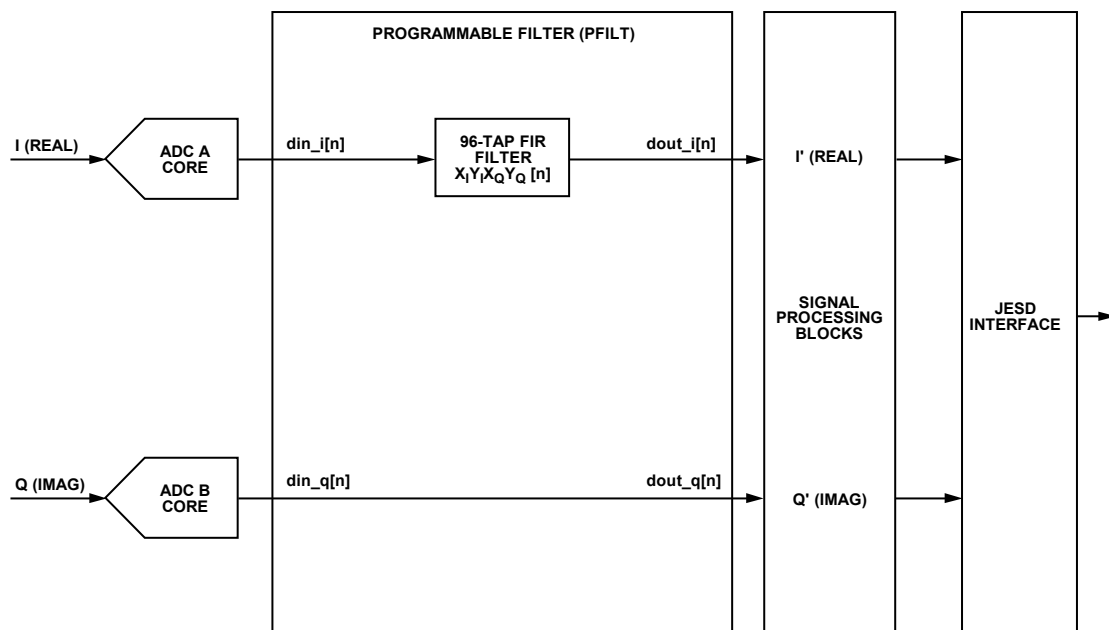 PROGRAMMABLE FILTER (PFILT)
I (REAL)
ADC A
CORE
din_i[n]
96-TAP FIR
FILTER
XIYIXQYQ [n]
dout_i[n]
I' (REAL)
SIGNAL
PROCESSING
BLOCKS
JESD
INTERFACE
Q (IMAG)
ADC B
CORE
din_q[n]
dout_q[n]
Q' (IMAG)